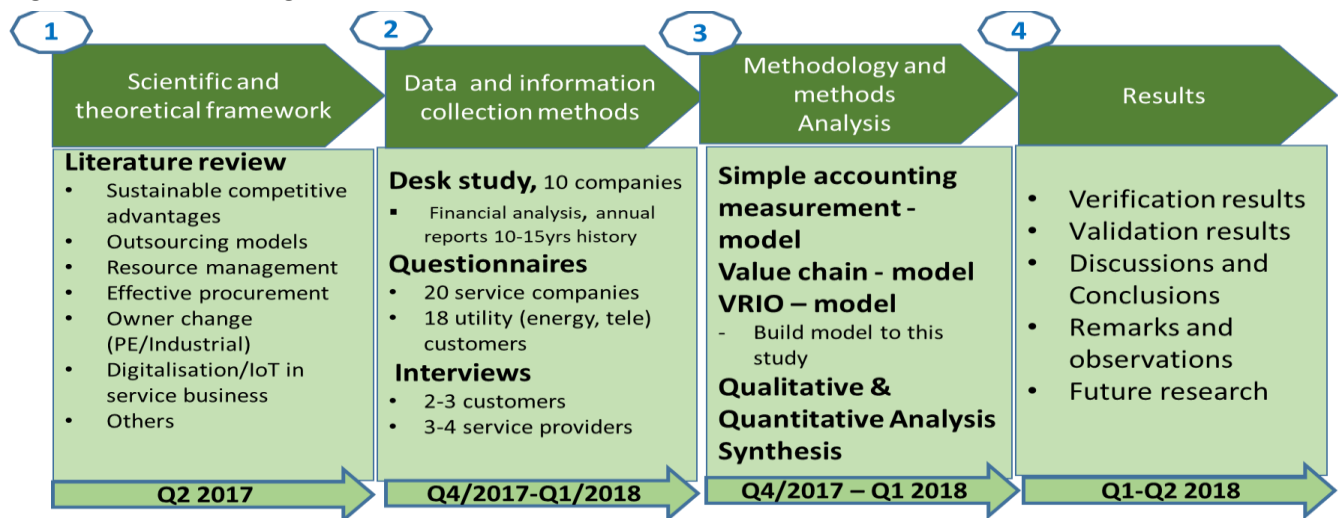 1
Scientific and
theoretical framework
Literature review
• Sustainable competitive
advantages
• Outsourcing models
• Resource management
• Effective procurement
• Owner change
(PE/Industrial)
• Digitalisation/IoT in
service business
• Others
Q2 2017
2
Data and information
collection methods
Desk study, 10 companies
▪ Financial analysis, annual
reports 10-15yrs history
Questionnaires
• 20 service companies
• 18 utility (energy, tele)
customers
Interviews
• 2-3 customers
• 3-4 service providers
Q4/2017-Q1/2018
3
Methodology and
methods
Analysis
Simple accounting
measurement -
model
Value chain - model
VRIO – model
- Build model to this
study
Qualitative &
Quantitative Analysis
Synthesis
Q4/2017 – Q1 2018
4
Results
• Verification results
• Validation results
• Discussions and
Conclusions
• Remarks and
observations
• Future research
Q1-Q2 2018